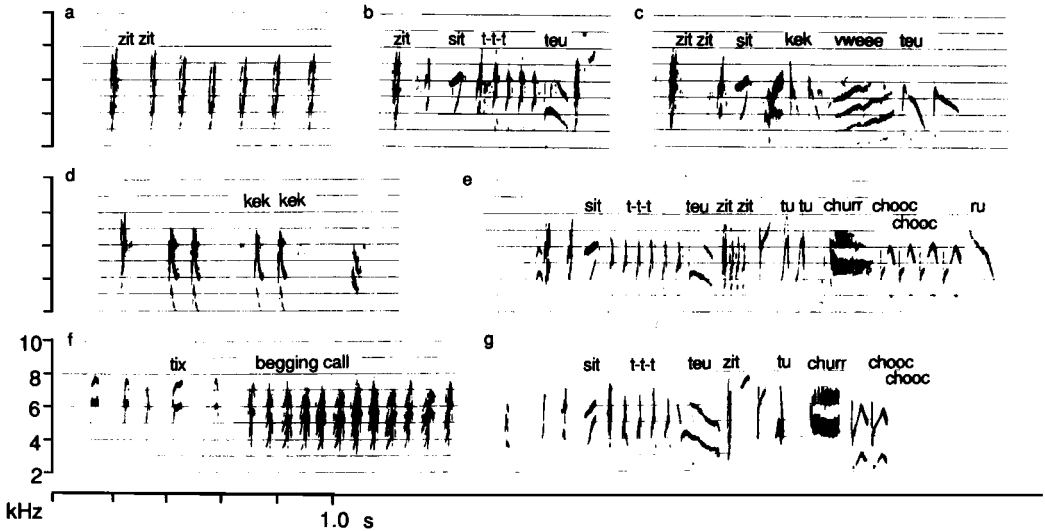 a
zit zit
b
zit sit t-t-t teu
c
zit zit sit kek vweee teu
d
kek kek
e
sit t-t-t teu zit zit tu tu churr chooc
chooc
ru
f
10
8
6
4
2
kHz
tix begging call
g
sit t-t-t teu zit tu churr chooc
chooc
1.0 s